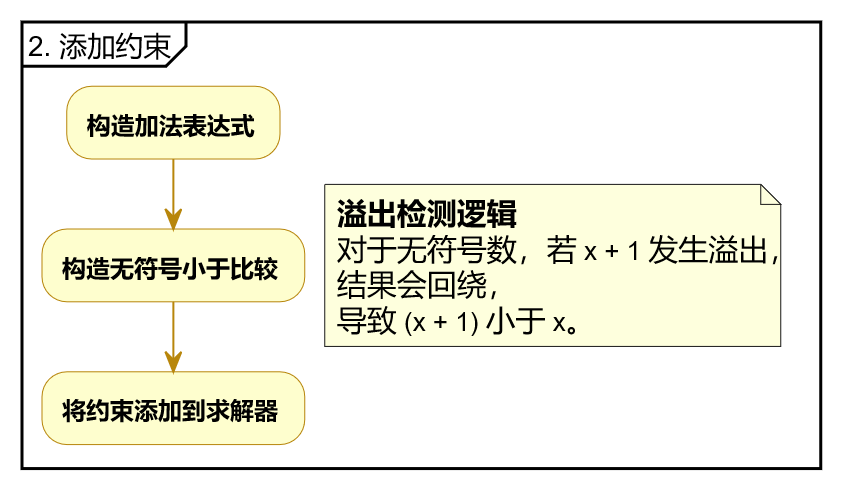 2. 添加约束
构造加法表达式
构造无符号小于比较
将约束添加到求解器
溢出检测逻辑
对于无符号数，若 x + 1 发生溢出，
结果会回绕，
导致 (x + 1) 小于 x。